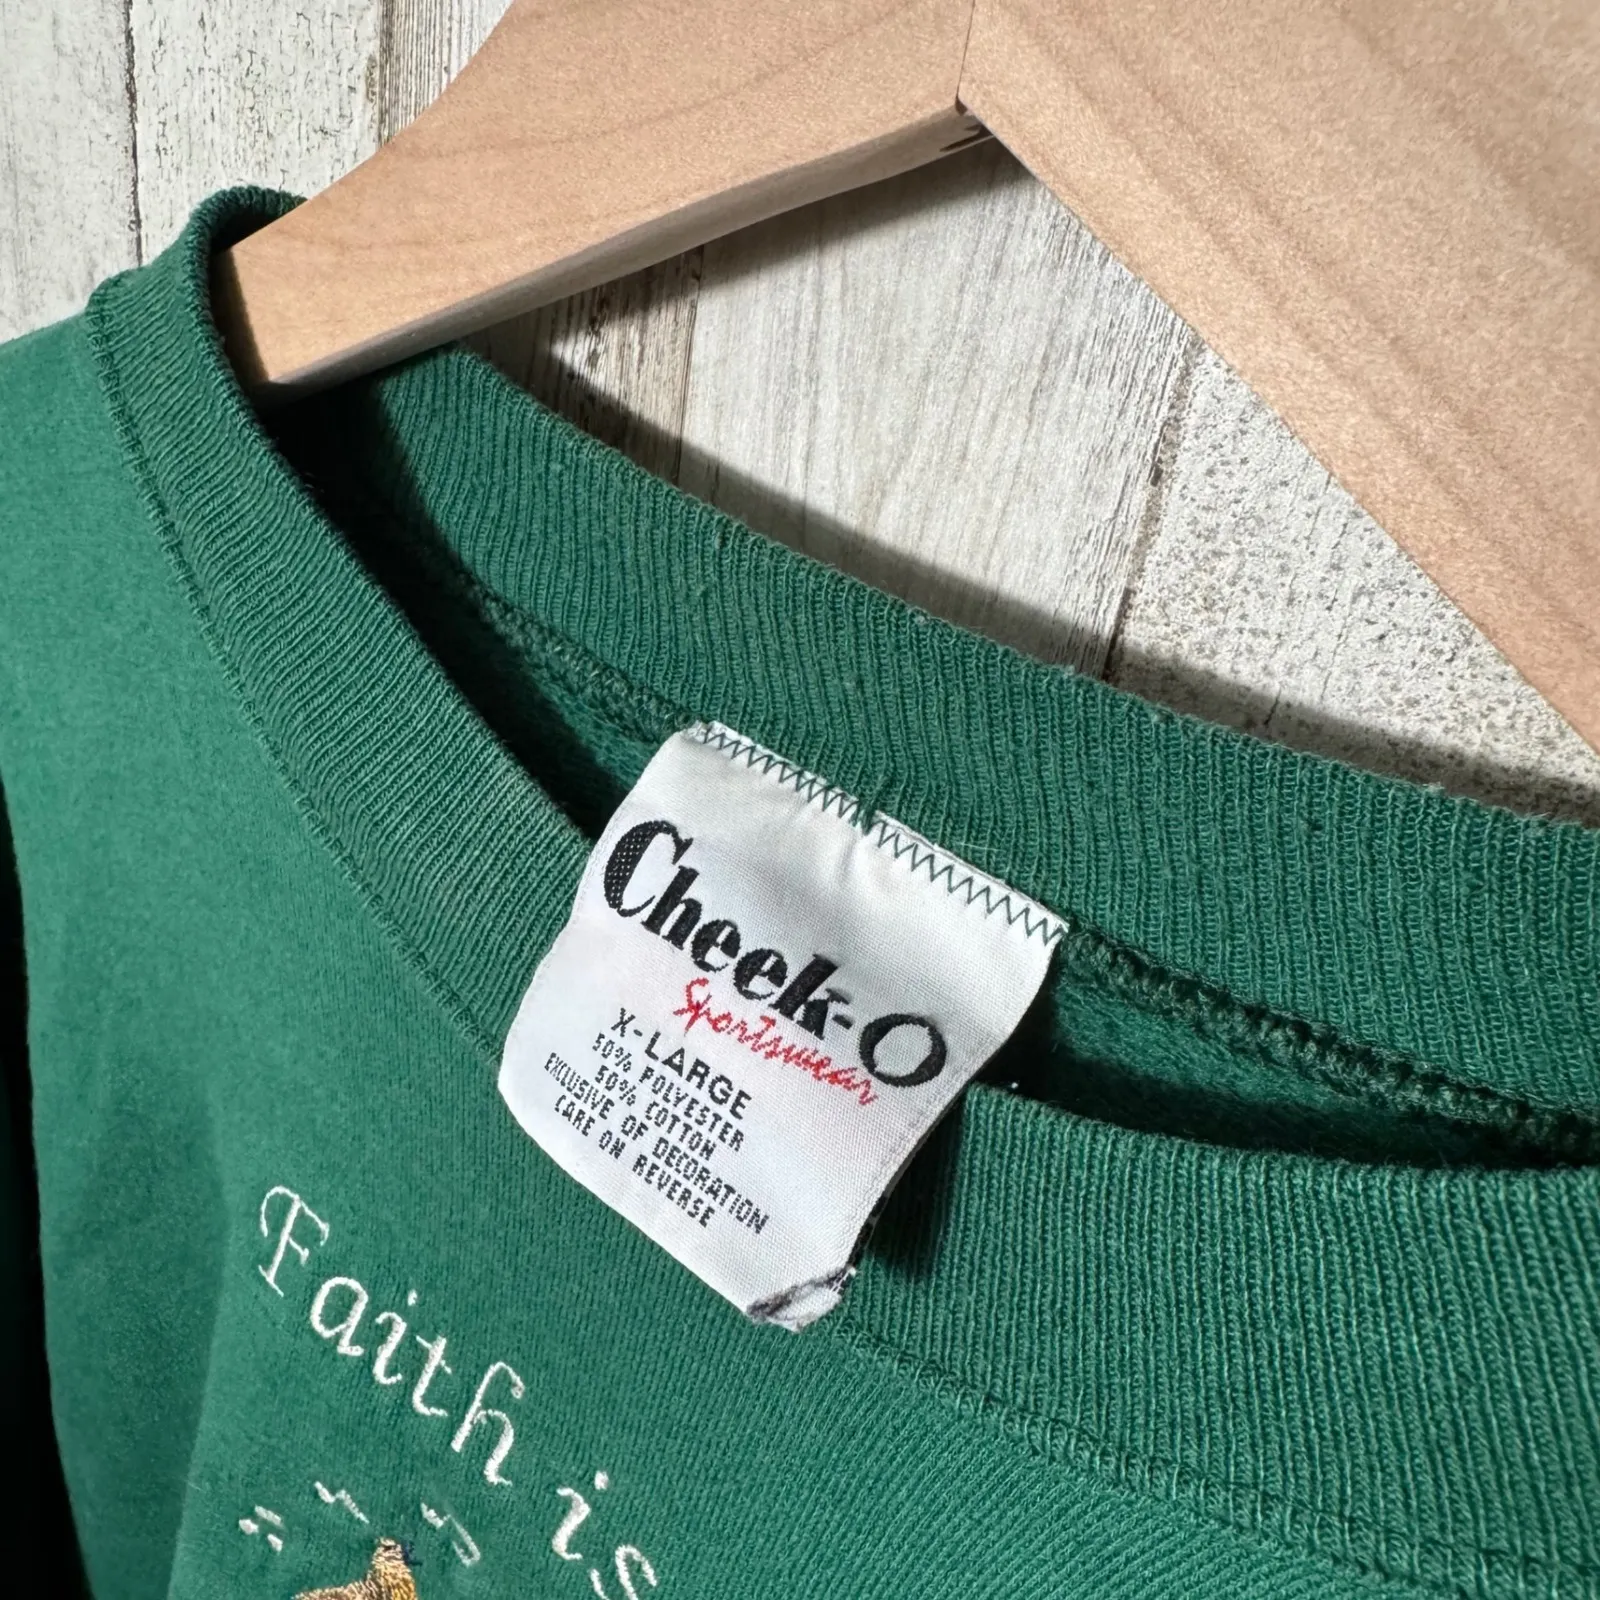 Cheek-O
Sportswear
X-LARGE
50% POLYESTER
50% COTTON
EXCLUSIVE OF DECORATION
CARE ON REVERSE
Faith is